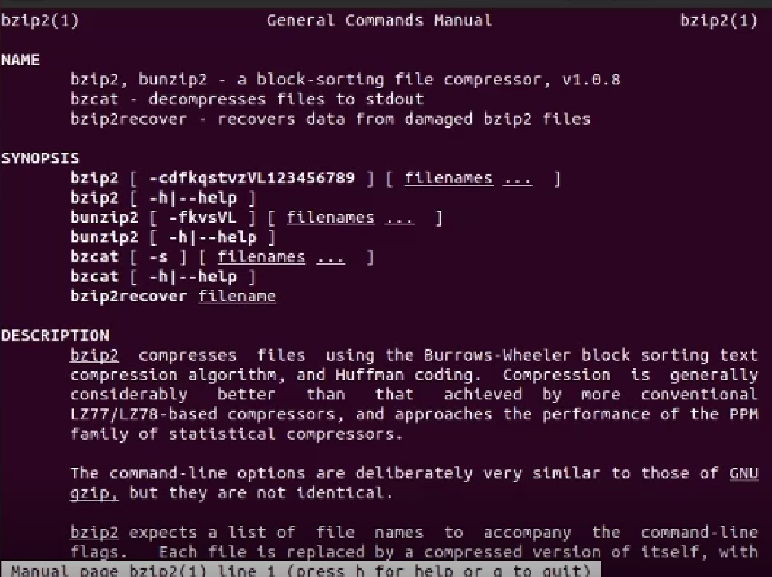 bzip2(1) General Commands Manual bzip2(1)
NAME
bzip2, bunzip2 - a block-sorting file compressor, v1.0.8
bzcat - decompresses files to stdout
bzip2recover - recovers data from damaged bzip2 files
SYNOPSIS
bzip2 [ -cdfkqstvzVL123456789 ] [ filenames ... ]
bzip2 [ -h|--help ]
bunzip2 [ -fkvsVL ] [ filenames ... ]
bunzip2 [ -h|--help ]
bzcat [ -s ] [ filenames ... ]
bzcat [ -h|--help ]
bzip2recover filename
DESCRIPTION
bzip2 compresses files using the Burrows-Wheeler block sorting text
compression algorithm, and Huffman coding. Compression is generally
considerably better than that achieved by more conventional
LZ77/LZ78-based compressors, and approaches the performance of the PPM
family of statistical compressors.
The command-line options are deliberately very similar to those of GNU
gzip, but they are not identical.
bzip2 expects a list of file names to accompany the command-line
flags. Each file is replaced by a compressed version of itself, with
Manual page bzip2(1) line 1 (press h for help or q to quit)